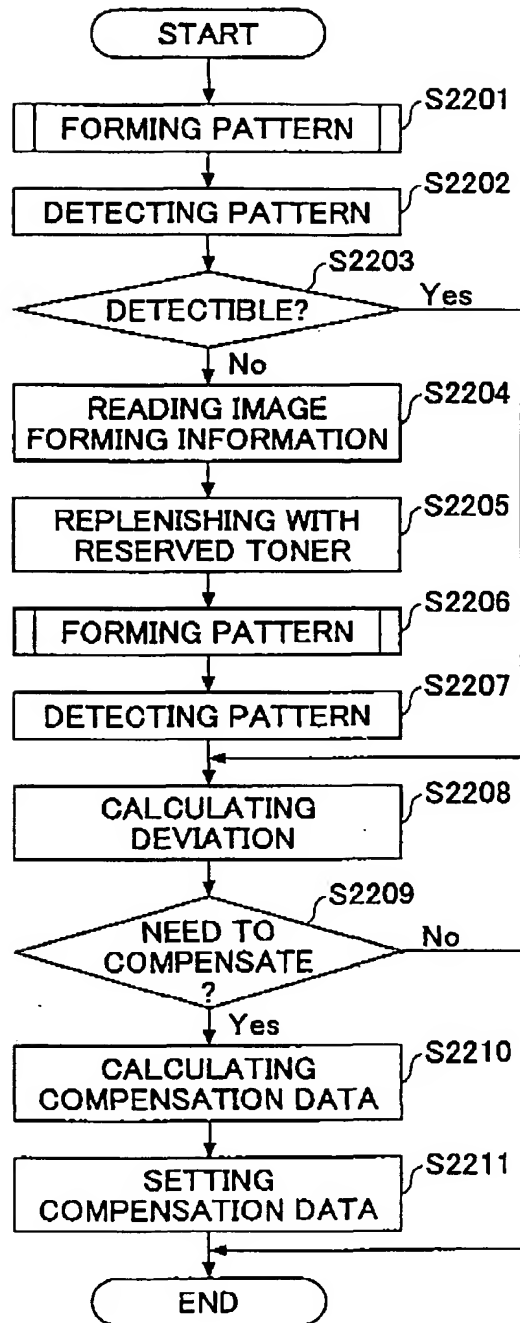 START
S2201
FORMING PATTERN
S2202
DETECTING PATTERN
S2203
DETECTIBLE?
Yes
No
S2204
READING IMAGE
FORMING INFORMATION
S2205
REPLENISHING WITH
RESERVED TONER
S2206
FORMING PATTERN
S2207
DETECTING PATTERN
S2208
CALCULATING
DEVIATION
S2209
NEED TO
COMPENSATE
?
No
Yes
S2210
CALCULATING
COMPENSATION DATA
S2211
SETTING
COMPENSATION DATA
END